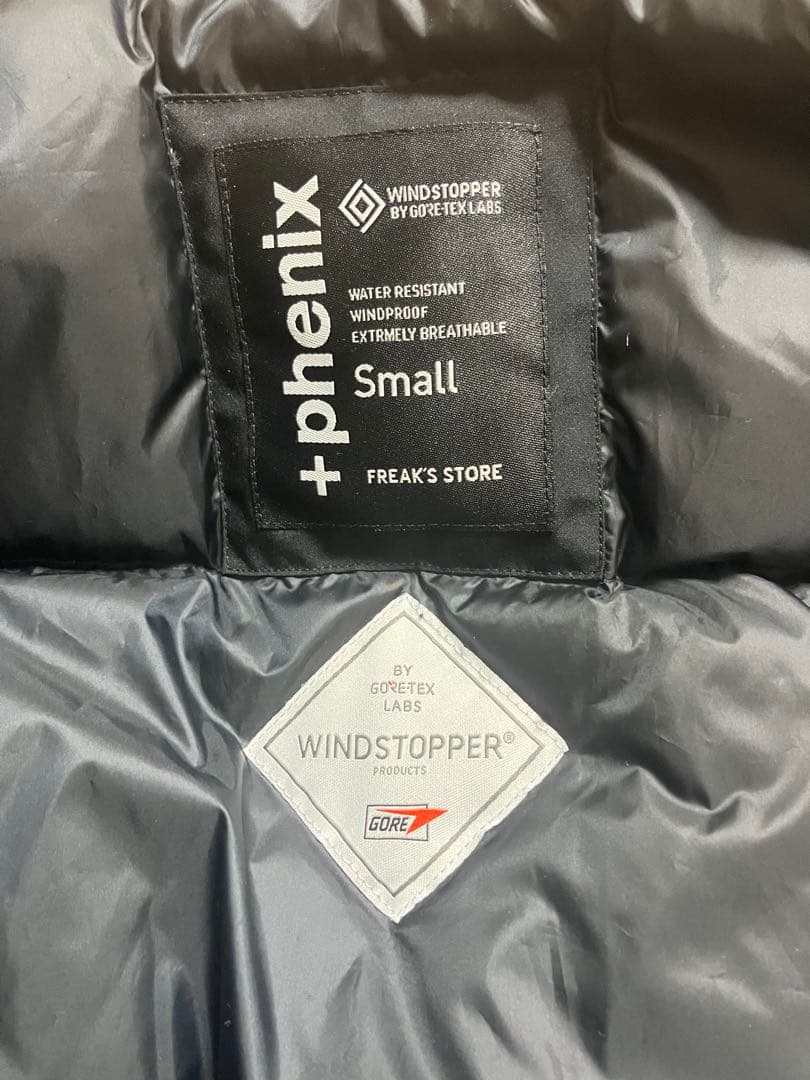 +phenix
WINDSTOPPER
BY GORE-TEX LABS
WATER RESISTANT
WINDPROOF
EXTRMELY BREATHABLE
Small
FREAK'S STORE
BY
GORE-TEX
LABS
WINDSTOPPER®
PRODUCTS
GORE